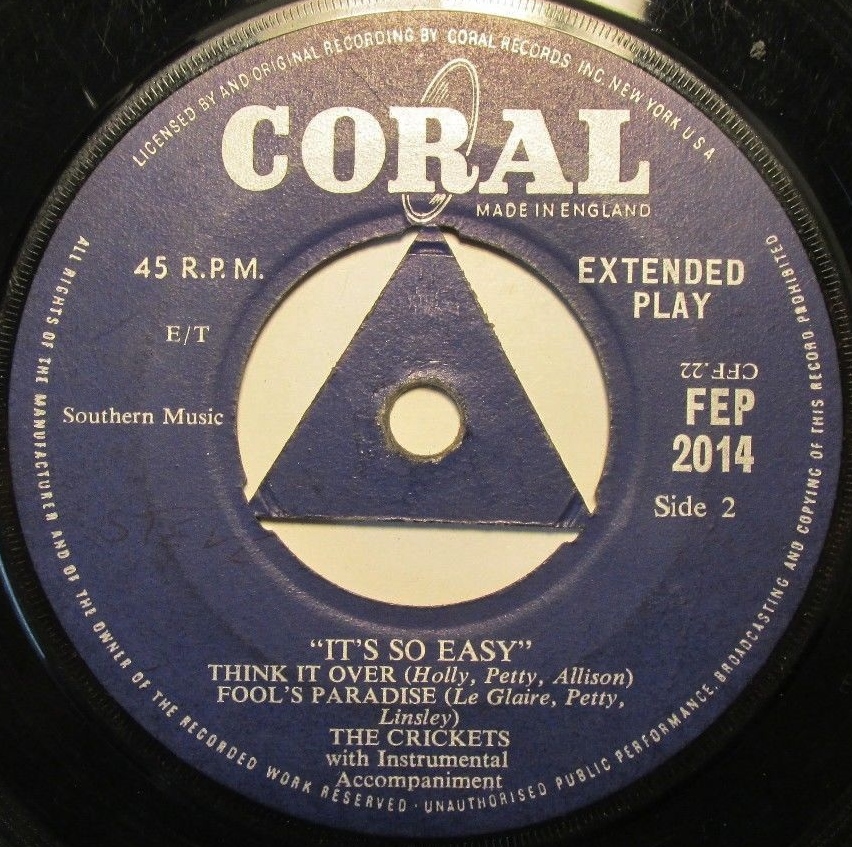 LICENSED BY AND ORIGINAL RECORDING BY CORAL RECORDS INC NEW YORK U S A
CORAL
MADE IN ENGLAND
45 R.P.M.
EXTENDED
PLAY
E/T
CFF.22
Southern Music
FEP
2014
Side 2
"IT'S SO EASY"
THINK IT OVER (Holly, Petty, Allison)
FOOL'S PARADISE (Le Glaire, Petty,
Linsley)
THE CRICKETS
with Instrumental
Accompaniment
ALL RIGHTS OF THE MANUFACTURER AND OF THE OWNER OF THE RECORDED WORK RESERVED · UNAUTHORISED PUBLIC PERFORMANCE, BROADCASTING AND COPYING OF THIS RECORD PROHIBITED